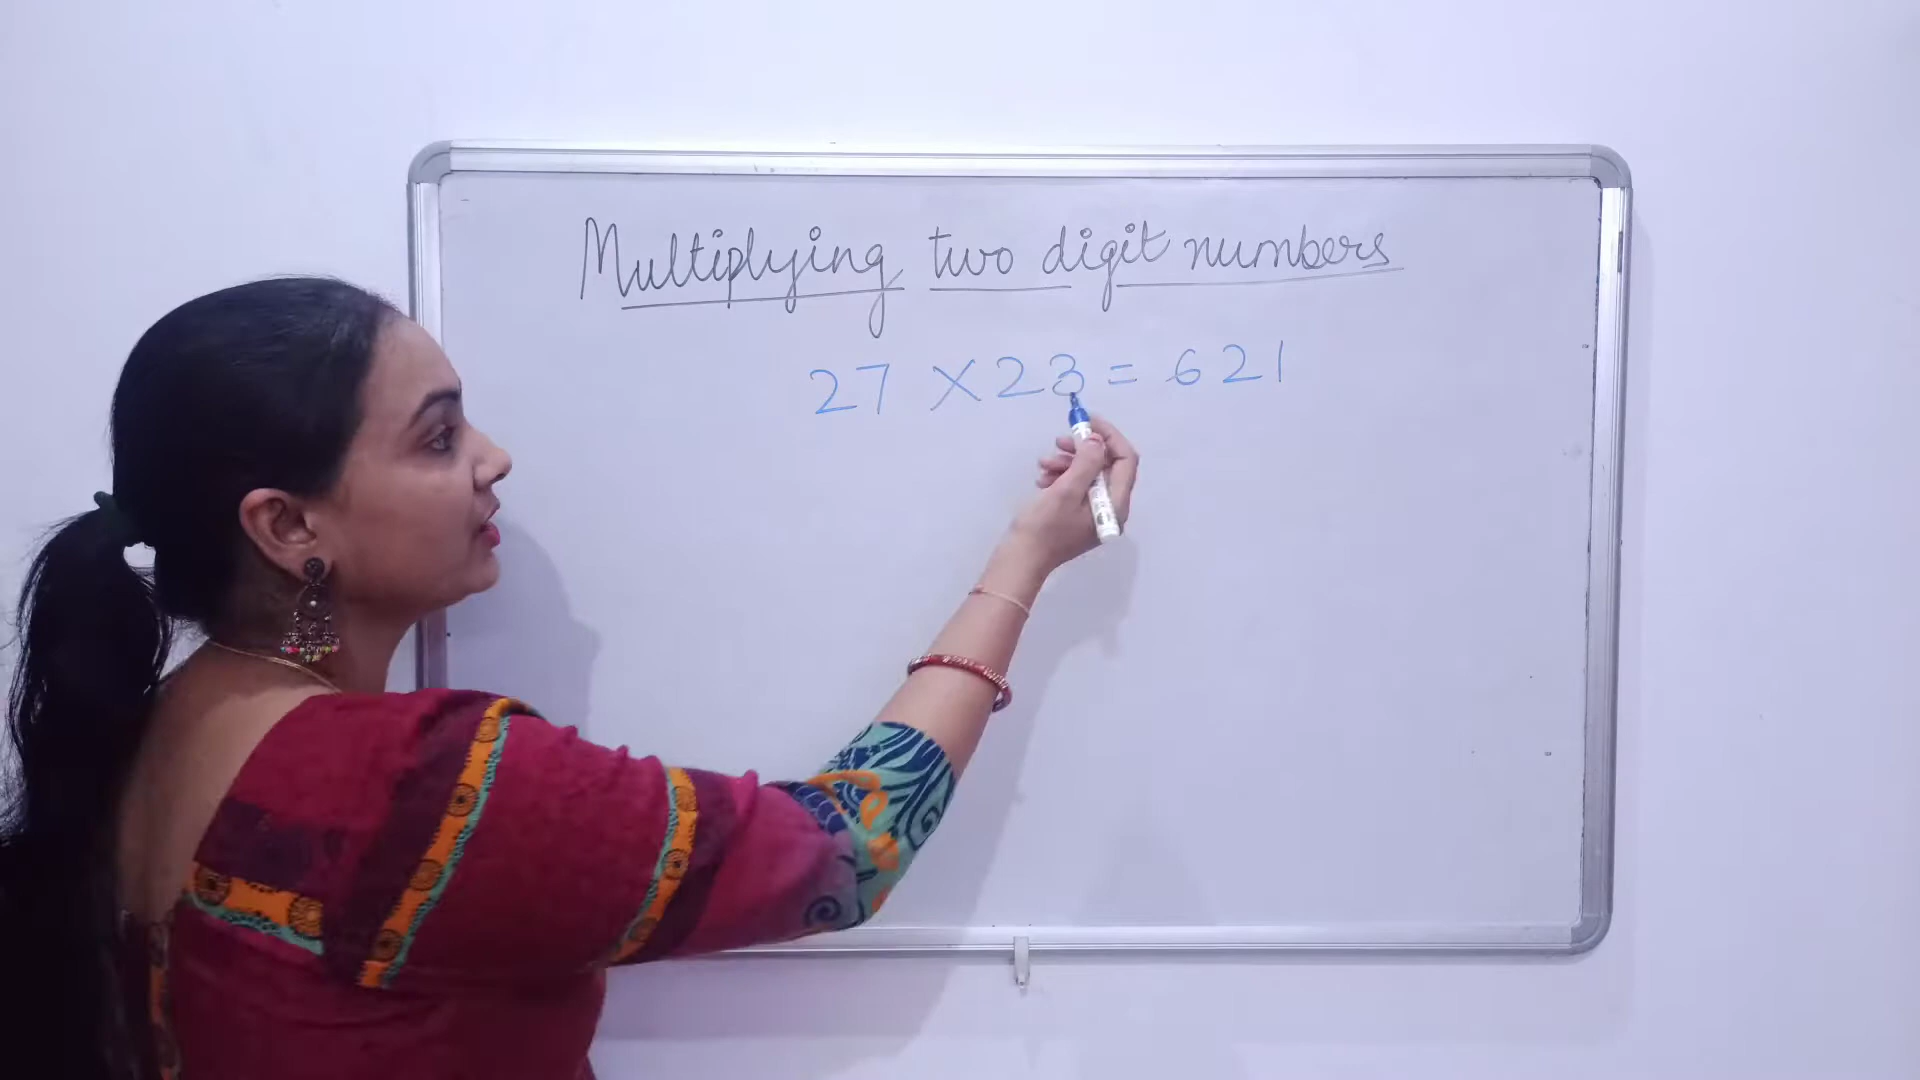 Multiplying two digit numbers
27 × 23 = 621